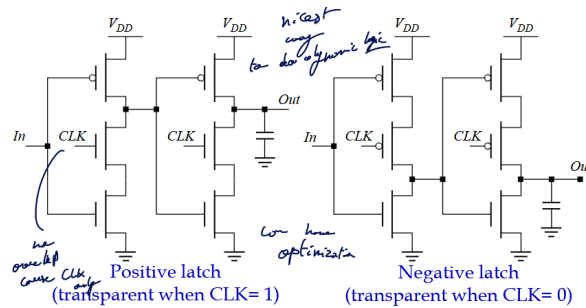 VDD VDD nicest VDD VDD
way
to do dynamic logic
Out
In CLK CLK In CLK CLK
Ou
no
overlap
cause CLK
only
can have
optimization
Positive latch
(transparent when CLK= 1)
Negative latch
(transparent when CLK= 0)